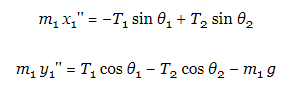 m₁ x₁" = −T₁ sin θ₁ + T₂ sin θ₂
m₁ y₁" = T₁ cos θ₁ − T₂ cos θ₂ − m₁ g